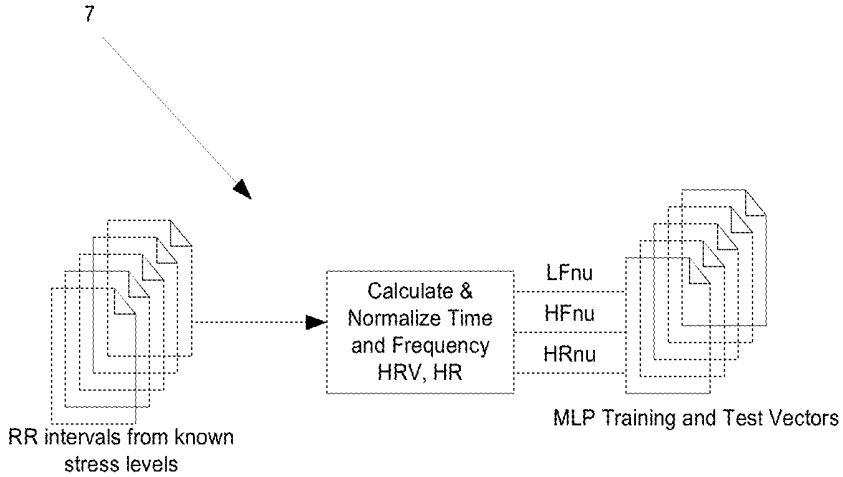 7
LFnu
Calculate &
Normalize Time
and Frequency
HRV, HR
HFnu
HRnu
MLP Training and Test Vectors
RR intervals from known
stress levels